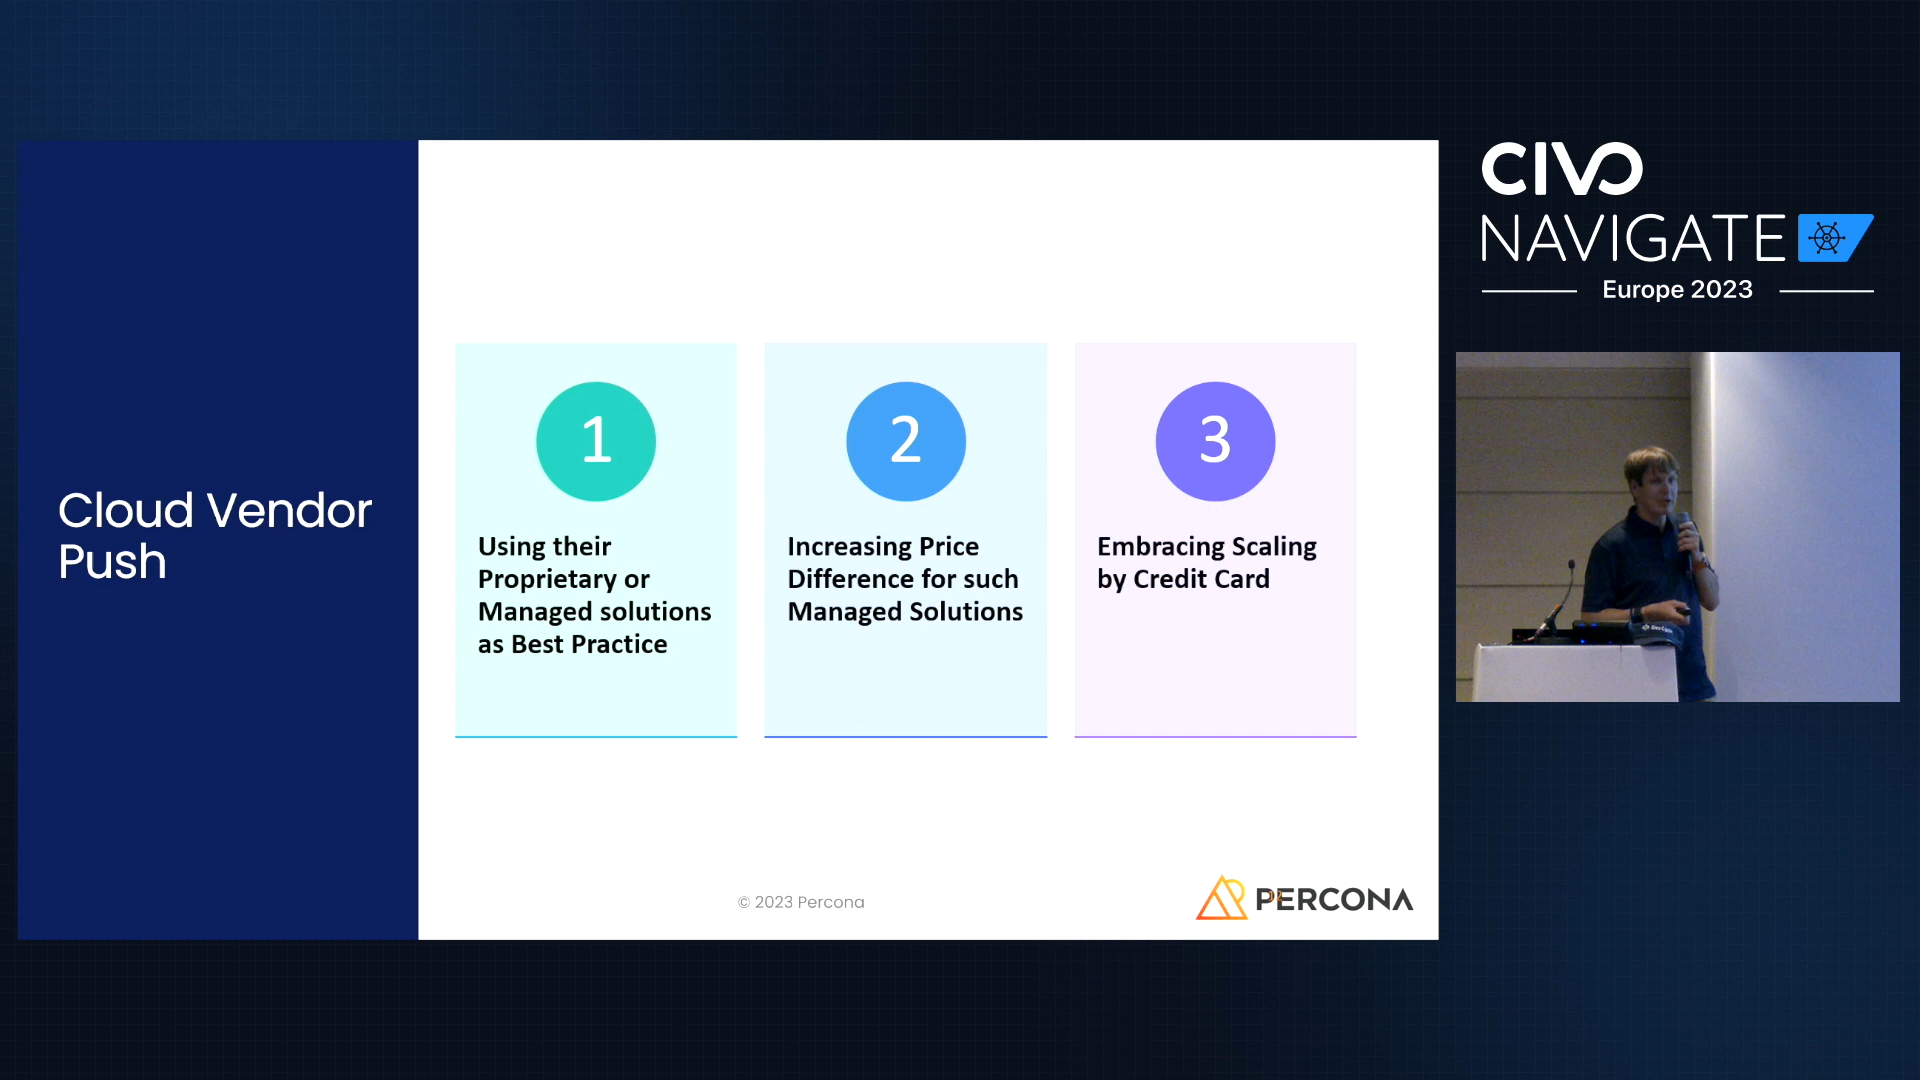 CIVO
NAVIGATE
Europe 2023
Cloud Vendor
Push
1
Using their
Proprietary or
Managed solutions
as Best Practice
2
Increasing Price
Difference for such
Managed Solutions
3
Embracing Scaling
by Credit Card
© 2023 Percona
PERCONA